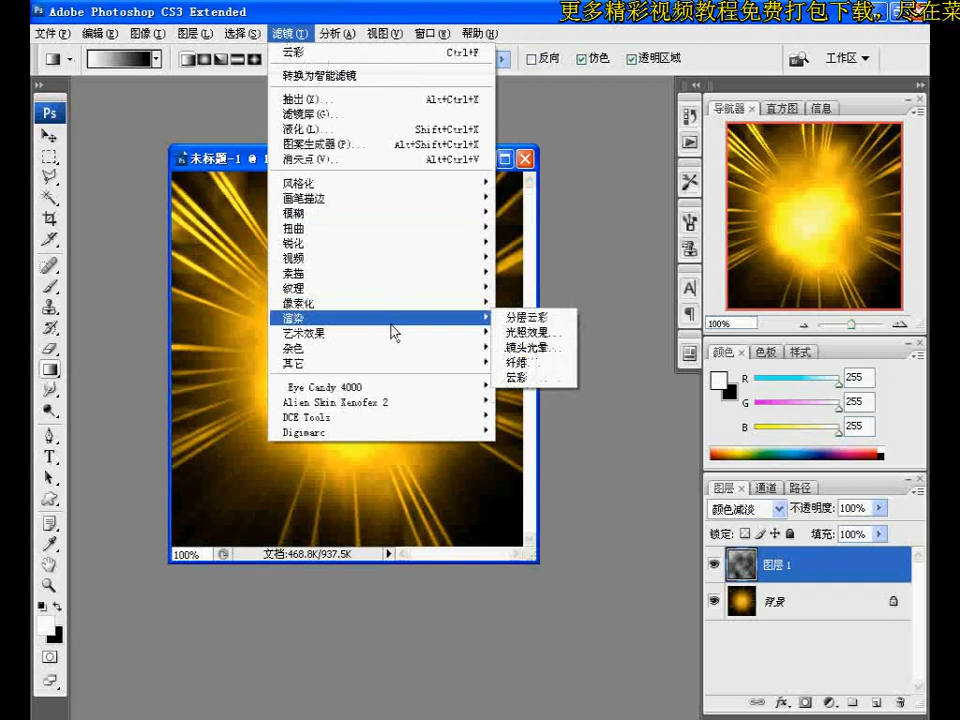 Adobe Photoshop CS3 Extended
更多精彩视频教程免费打包下载，尽在菜
文件(F) 编辑(E) 图像(I) 图层(L) 选择(S) 滤镜(T) 分析(A) 视图(V) 窗口(W) 帮助(H)
云彩 Ctrl+F
转换为智能滤镜
抽出(X)... Alt+Ctrl+X
滤镜库(G)...
液化(L)... Shift+Ctrl+X
图案生成器(P)... Alt+Shift+Ctrl+X
消失点(V)... Alt+Ctrl+V
风格化
画笔描边
模糊
扭曲
锐化
视频
素描
纹理
像素化
渲染
艺术效果
杂色
其它
Eye Candy 4000
Alien Skin Xenofex 2
DCE Tools
Digimarc
分层云彩
光照效果...
镜头光晕...
纤维...
云彩
反向 仿色 透明区域
工作区
Ps
未标题-1 @ 1
100% 文档:468.8K/937.5K
导航器 × 直方图 信息
100%
颜色 × 色板 样式
R 255
G 255
B 255
图层 × 通道 路径
颜色减淡 不透明度: 100%
锁定: 填充: 100%
图层 1
背景